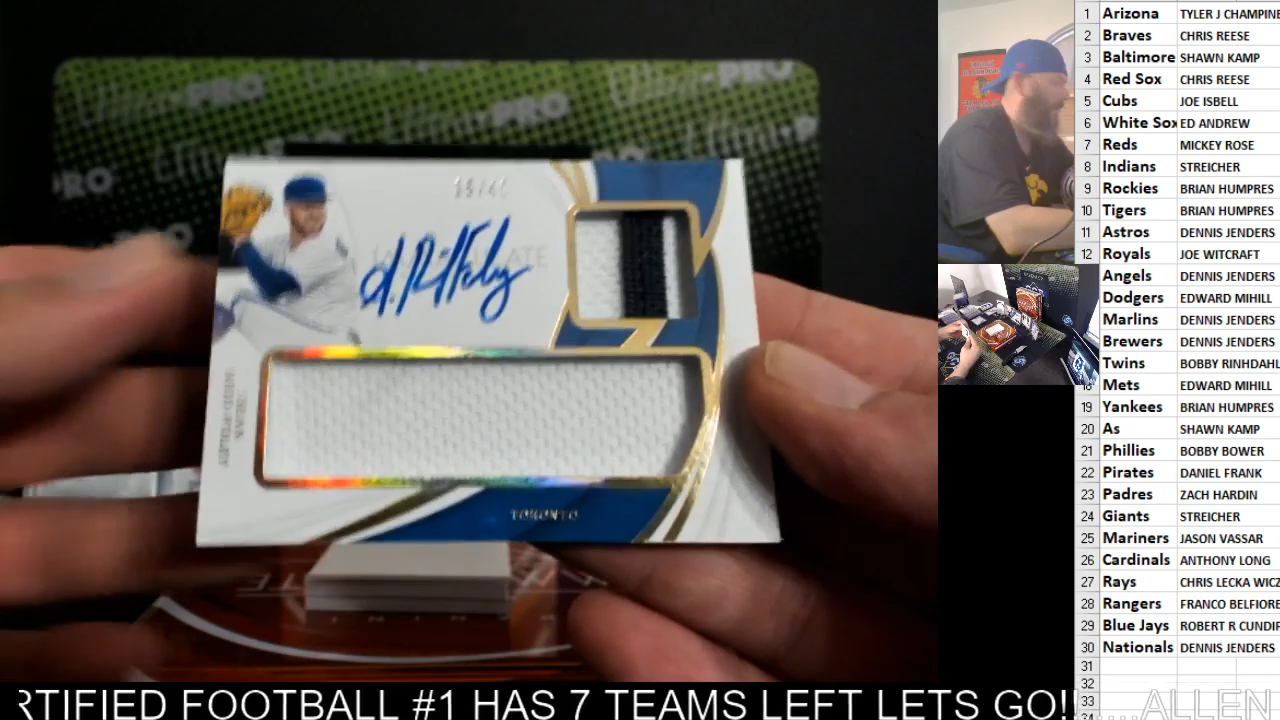 PRO
PRO
TORONTO
1 Arizona TYLER J CHAMPINE
2 Braves CHRIS REESE
3 Baltimore SHAWN KAMP
4 Red Sox CHRIS REESE
5 Cubs JOE ISBELL
6 White Sox ED ANDREW
7 Reds MICKEY ROSE
8 Indians STREICHER
9 Rockies BRIAN HUMPRES
10 Tigers BRIAN HUMPRES
11 Astros DENNIS JENDERS
12 Royals JOE WITCRAFT
Angels DENNIS JENDERS
Dodgers EDWARD MIHILL
Marlins DENNIS JENDERS
Brewers DENNIS JENDERS
Twins BOBBY RINHDAHL
Mets EDWARD MIHILL
19 Yankees BRIAN HUMPRES
20 As SHAWN KAMP
21 Phillies BOBBY BOWER
22 Pirates DANIEL FRANK
23 Padres ZACH HARDIN
24 Giants STREICHER
25 Mariners JASON VASSAR
26 Cardinals ANTHONY LONG
27 Rays CHRIS LECKA WICZ
28 Rangers FRANCO BELFIORE
29 Blue Jays ROBERT R CUNDIF
30 Nationals DENNIS JENDERS
31
32
33
RTIFIED FOOTBALL #1 HAS 7 TEAMS LEFT LETS GO!!.....ALLEN